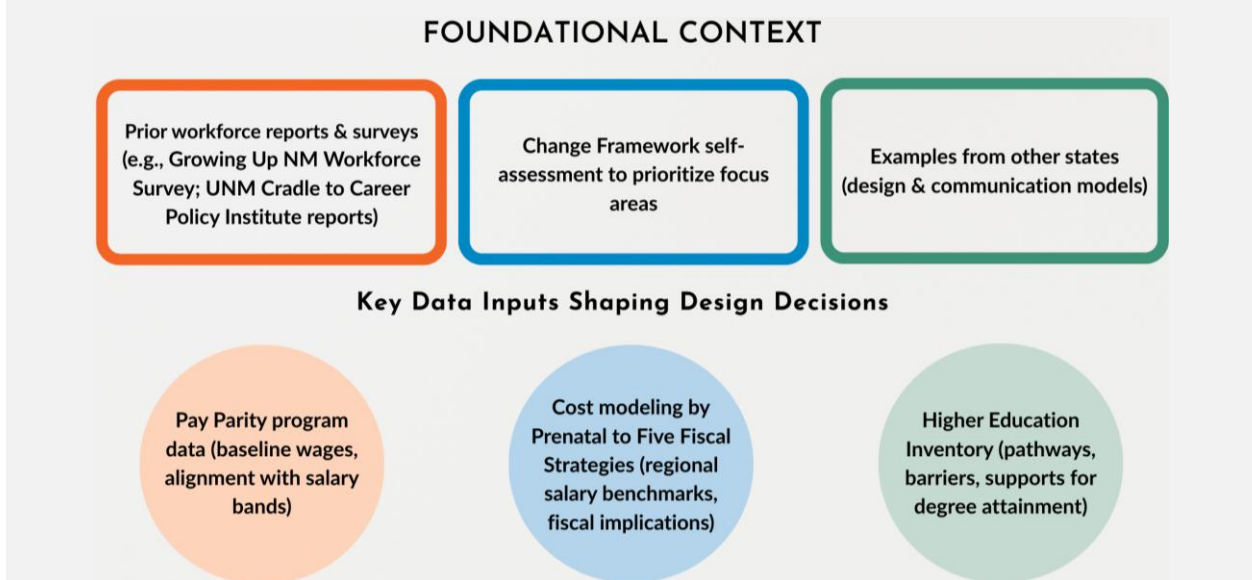 FOUNDATIONAL CONTEXT
Prior workforce reports & surveys
(e.g., Growing Up NM Workforce
Survey; UNM Cradle to Career
Policy Institute reports)
Change Framework self-
assessment to prioritize focus
areas
Examples from other states
(design & communication models)
Key Data Inputs Shaping Design Decisions
Pay Parity program
data (baseline wages,
alignment with salary
bands)
Cost modeling by
Prenatal to Five Fiscal
Strategies (regional
salary benchmarks,
fiscal implications)
Higher Education
Inventory (pathways,
barriers, supports for
degree attainment)